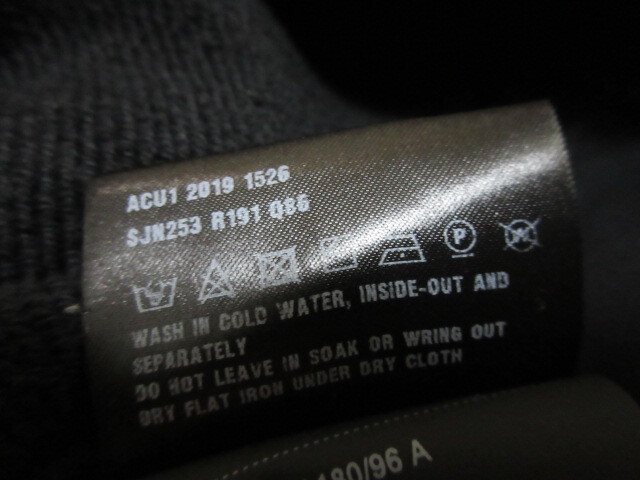 ACU1 2019 1526
SJN253 R191 Q86
P
WASH IN COLD WATER, INSIDE-OUT AND
SEPARATELY
DO NOT LEAVE IN SOAK OR WRING OUT
DRY FLAT IRON UNDER DRY CLOTH
180/96 A